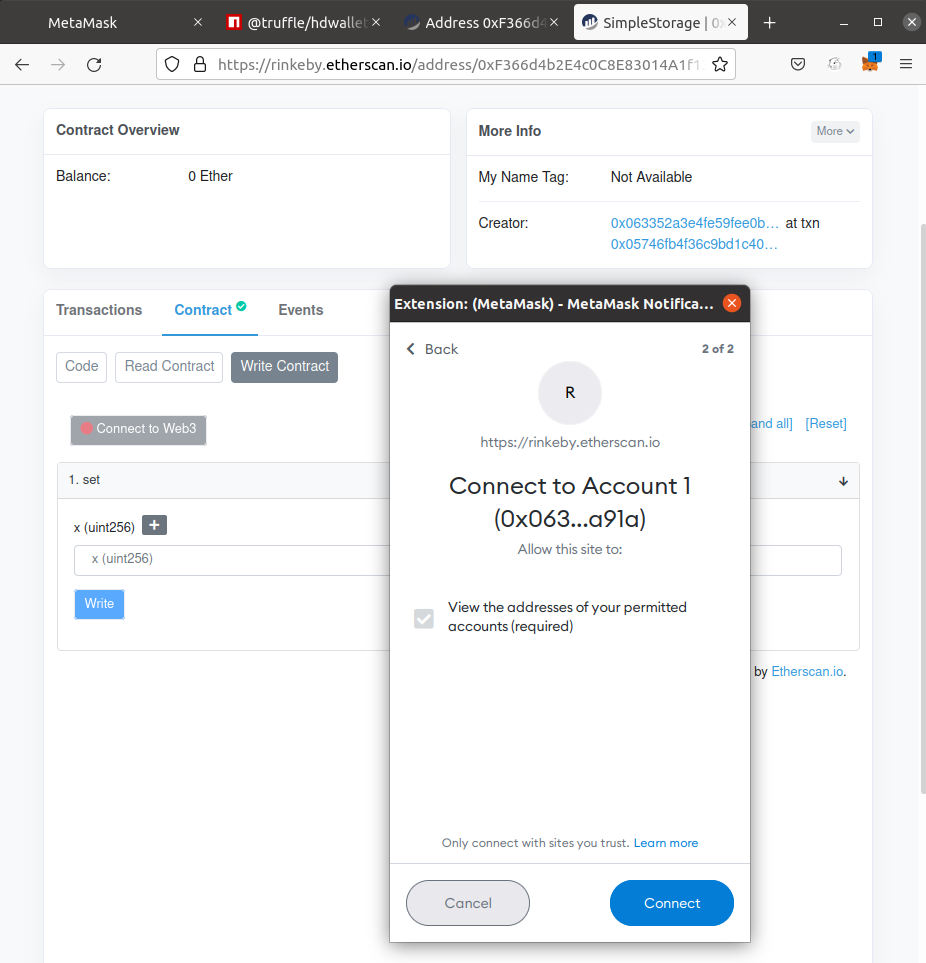 MetaMask
@truffle/hdwallet
Address 0xF366d4
SimpleStorage | 0x
https://rinkeby.etherscan.io/address/0xF366d4b2E4c0C8E83014A1f1
1
Contract Overview
Balance: 0 Ether
More Info
More
My Name Tag: Not Available
Creator: 0x063352a3e4fe59fee0b... at txn
0x05746fb4f36c9bd1c40...
Transactions Contract Events
Code Read Contract Write Contract
Connect to Web3
and all] [Reset]
1. set
x (uint256) +
x (uint256)
Write
by Etherscan.io.
Extension: (MetaMask) - MetaMask Notifica...
Back
2 of 2
R
https://rinkeby.etherscan.io
Connect to Account 1
(0x063...a91a)
Allow this site to:
View the addresses of your permitted
accounts (required)
Only connect with sites you trust. Learn more
Cancel Connect